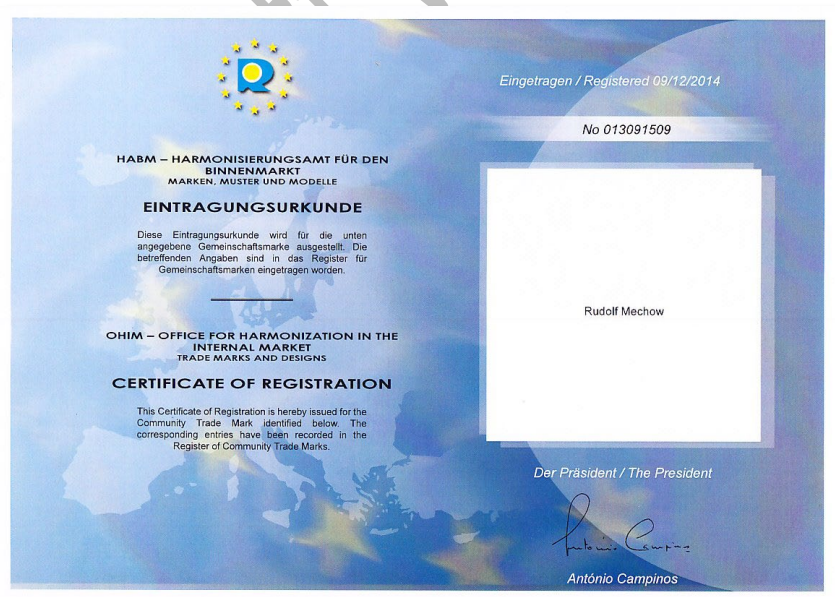 HABM – HARMONISIERUNGSAMT FÜR DEN
BINNENMARKT
MARKEN, MUSTER UND MODELLE
EINTRAGUNGSURKUNDE
Diese Eintragungsurkunde wird für die unten
angegebene Gemeinschaftsmarke ausgestellt. Die
betreffenden Angaben sind in das Register für
Gemeinschaftsmarken eingetragen worden.
OHIM – OFFICE FOR HARMONIZATION IN THE
INTERNAL MARKET
TRADE MARKS AND DESIGNS
CERTIFICATE OF REGISTRATION
This Certificate of Registration is hereby issued for the
Community Trade Mark identified below. The
corresponding entries have been recorded in the
Register of Community Trade Marks.
Eingetragen / Registered 09/12/2014
No 013091509
Rudolf Mechow
Der Präsident / The President
António Campinos
António Campinos